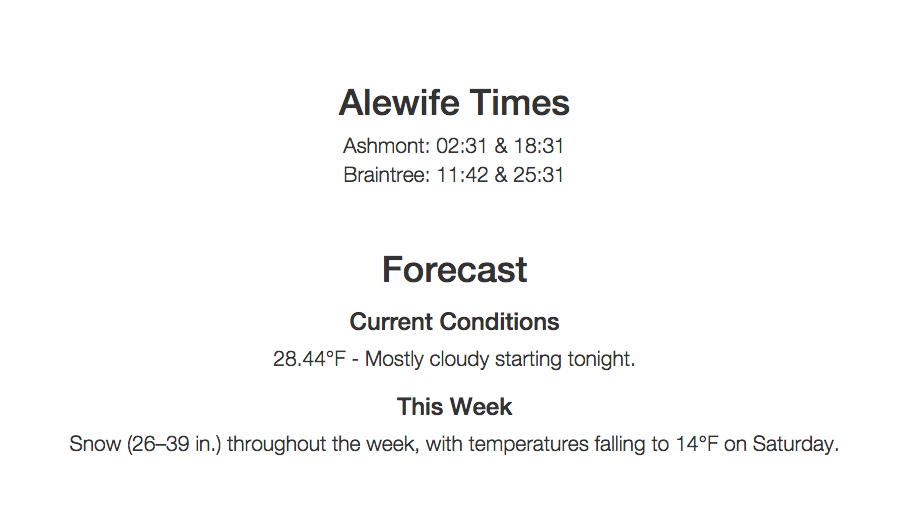 Alewife Times
Ashmont: 02:31 & 18:31
Braintree: 11:42 & 25:31
Forecast
Current Conditions
28.44°F - Mostly cloudy starting tonight.
This Week
Snow (26–39 in.) throughout the week, with temperatures falling to 14°F on Saturday.